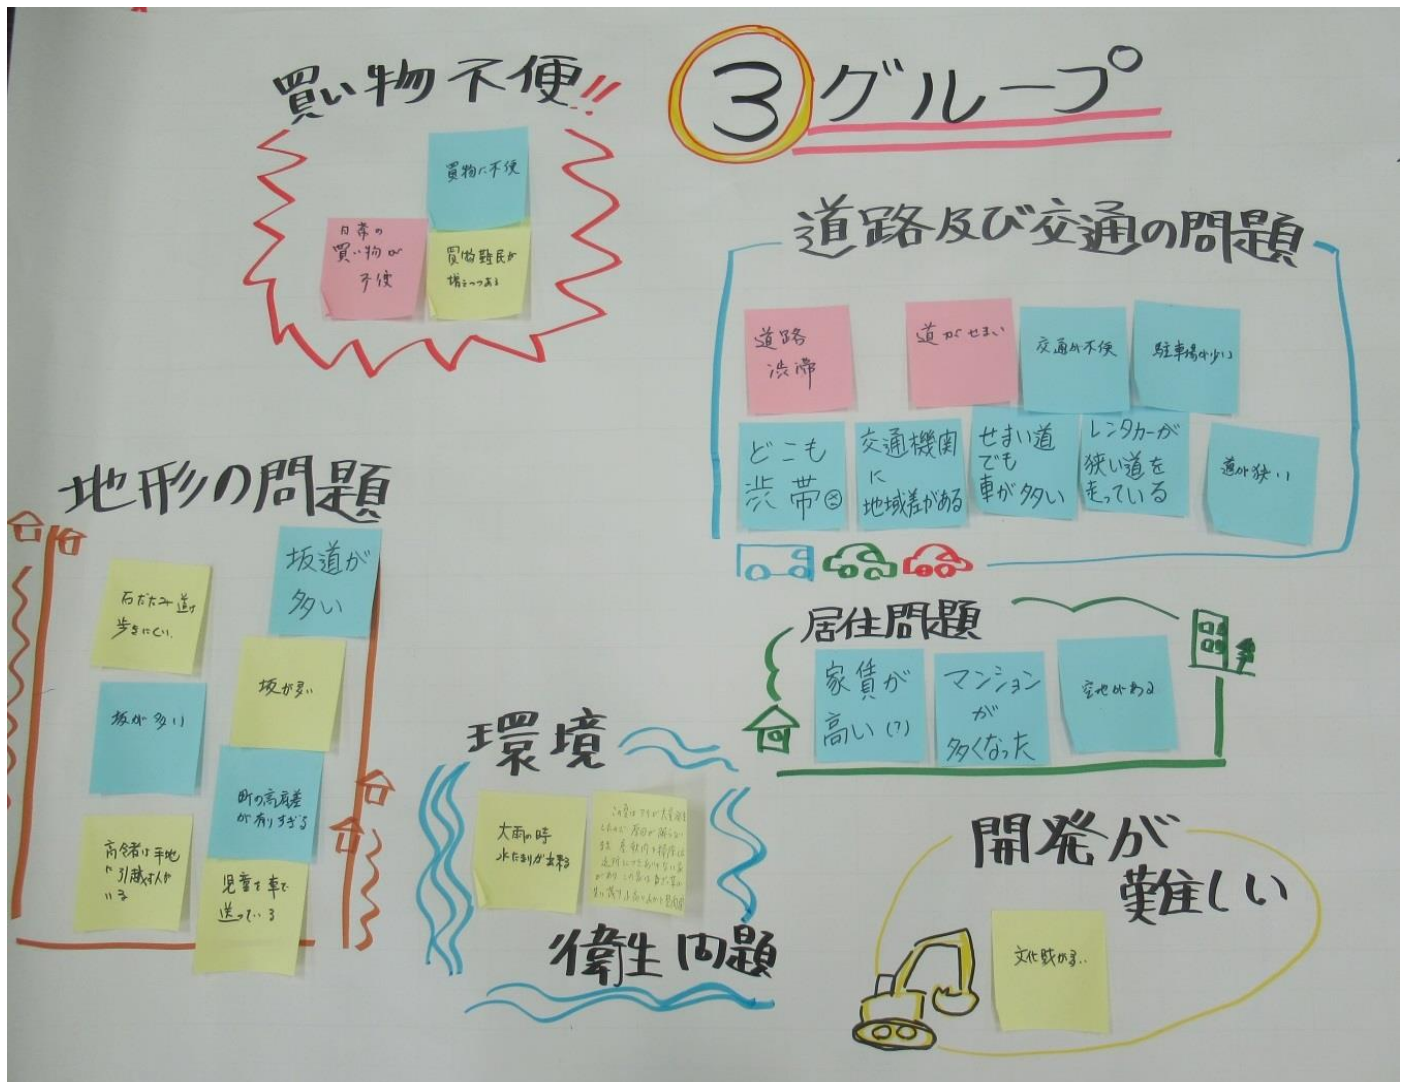 買い物不便!!
買物に不便
日常の
買い物が
不便
買物難民が
増えつつある
③グループ
道路及び交通の問題
道路
渋滞
道がせまい
交通が不便
駐車場が少い
どこも
渋帯
交通機関
に
地域差がある
せまい道
でも
車が多い
レンタカーが
狭い道を
走っている
道が狭い
地形の問題
坂道が
多い
石だたみ道は
歩きにくい
坂が多い
坂が多い
町の高低差
が有りすぎる
高令者は平地
に引越す人が
いる
児童を車で
送っている
居住問題
家賃が
高い(?)
マンション
が
多くなった
空地がある
環境
大雨の時
水たまりが出来る
衛生問題
開発が
難しい
文化財がある..